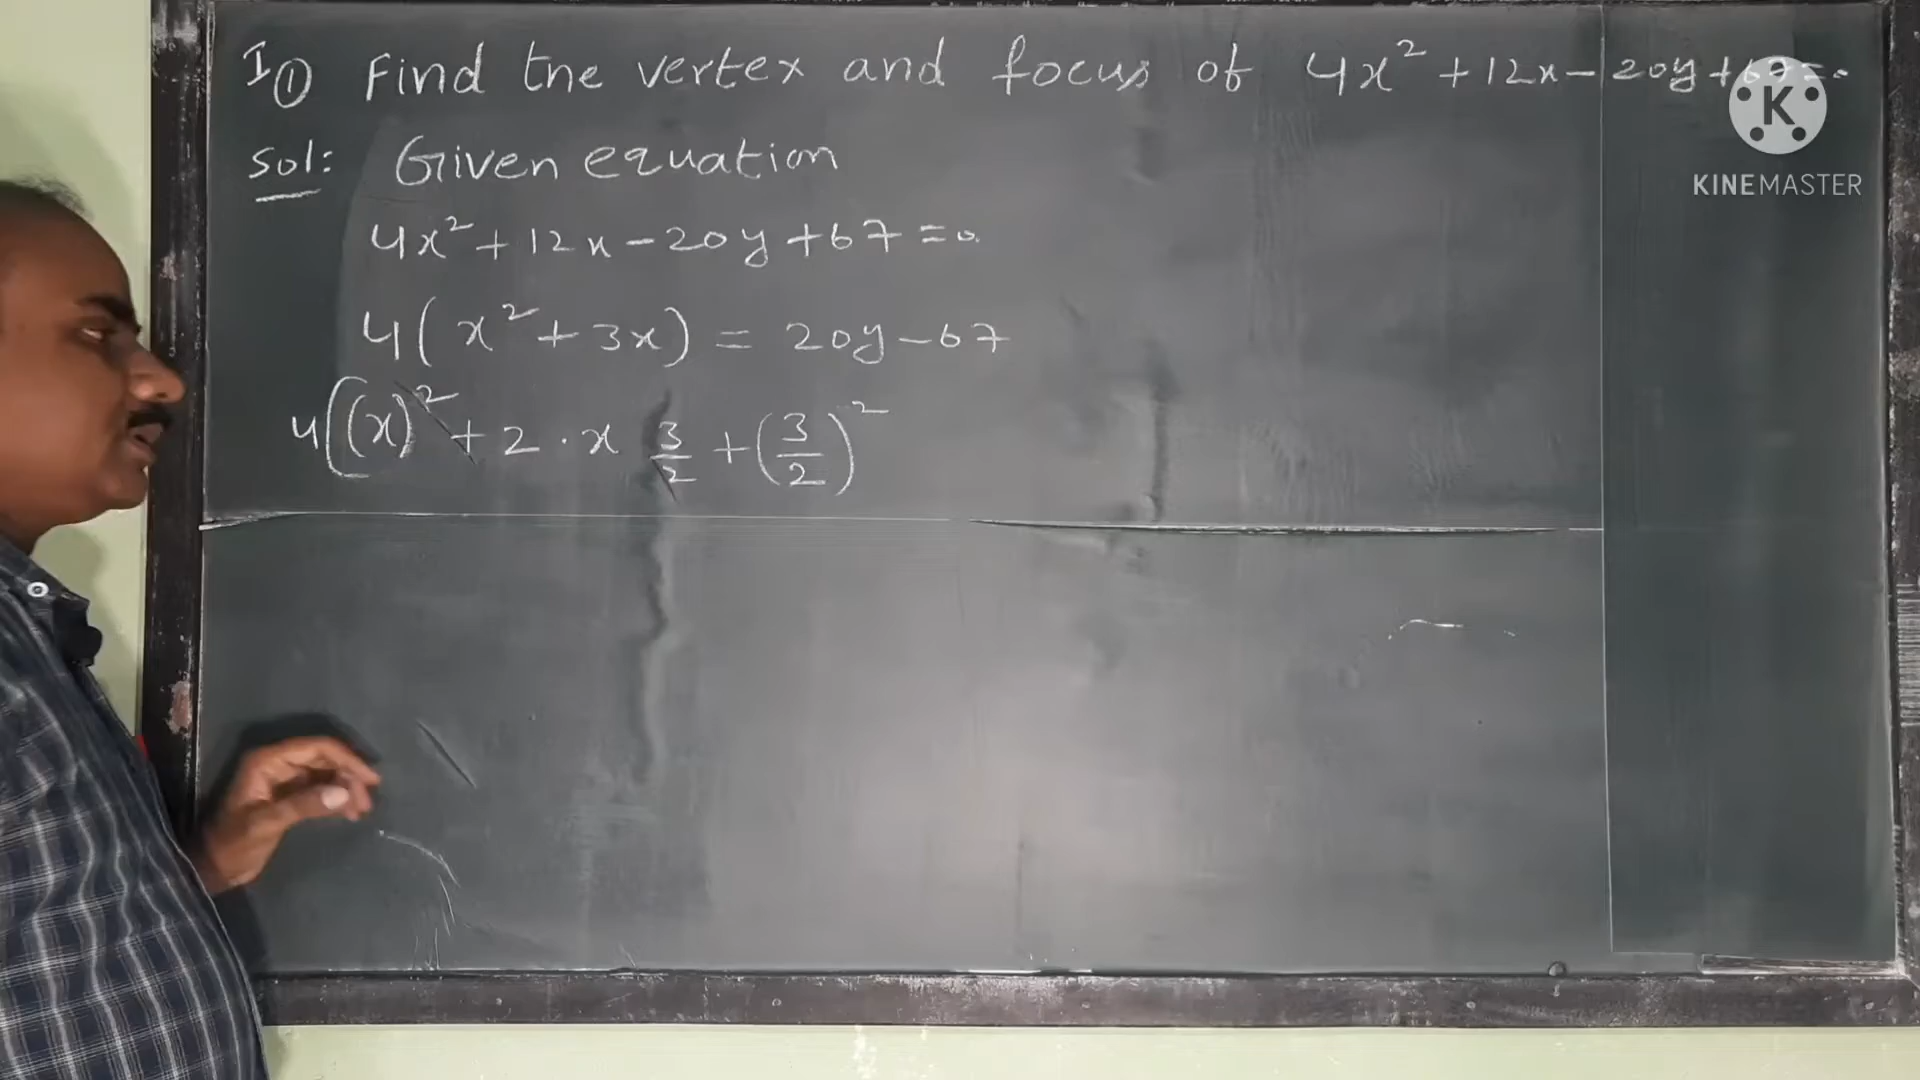 I① Find the vertex and focus of 4x² + 12x - 20y + 67 = 0
Sol: Given equation
4x² + 12x - 20y + 67 = 0.
4(x² + 3x) = 20y - 67
4((x)² + 2 · x 3/2 + (3/2)²
K
KINEMASTER